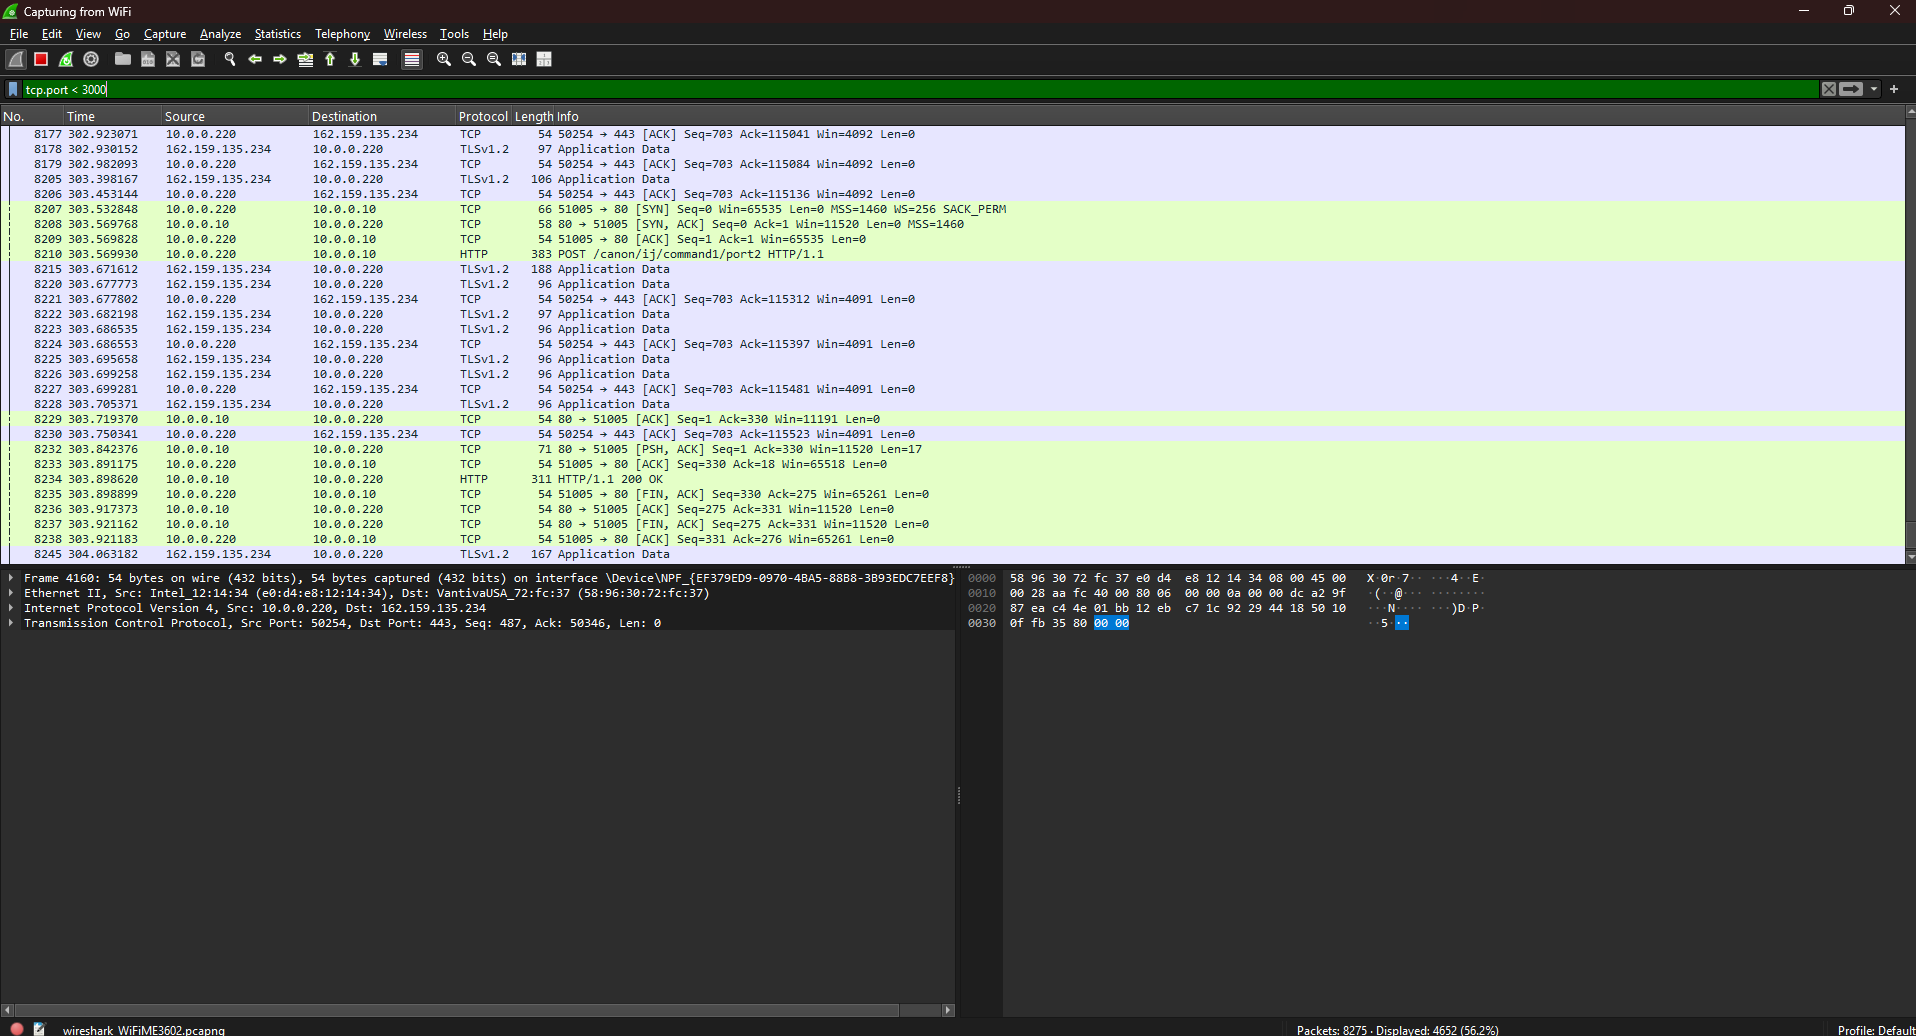 Capturing from WiFi
File Edit View Go Capture Analyze Statistics Telephony Wireless Tools Help
tcp.port < 3000
No. Time Source Destination Protocol Length Info
8177 302.923071 10.0.0.220 162.159.135.234 TCP 54 50254 → 443 [ACK] Seq=703 Ack=115041 Win=4092 Len=0
8178 302.930152 162.159.135.234 10.0.0.220 TLSv1.2 97 Application Data
8179 302.982093 10.0.0.220 162.159.135.234 TCP 54 50254 → 443 [ACK] Seq=703 Ack=115084 Win=4092 Len=0
8205 303.398167 162.159.135.234 10.0.0.220 TLSv1.2 106 Application Data
8206 303.453144 10.0.0.220 162.159.135.234 TCP 54 50254 → 443 [ACK] Seq=703 Ack=115136 Win=4092 Len=0
8207 303.532848 10.0.0.220 10.0.0.10 TCP 66 51005 → 80 [SYN] Seq=0 Win=65535 Len=0 MSS=1460 WS=256 SACK_PERM
8208 303.569768 10.0.0.10 10.0.0.220 TCP 58 80 → 51005 [SYN, ACK] Seq=0 Ack=1 Win=11520 Len=0 MSS=1460
8209 303.569828 10.0.0.220 10.0.0.10 TCP 54 51005 → 80 [ACK] Seq=1 Ack=1 Win=65535 Len=0
8210 303.569930 10.0.0.220 10.0.0.10 HTTP 383 POST /canon/ij/command1/port2 HTTP/1.1
8215 303.671612 162.159.135.234 10.0.0.220 TLSv1.2 188 Application Data
8220 303.677773 162.159.135.234 10.0.0.220 TLSv1.2 96 Application Data
8221 303.677802 10.0.0.220 162.159.135.234 TCP 54 50254 → 443 [ACK] Seq=703 Ack=115312 Win=4091 Len=0
8222 303.682198 162.159.135.234 10.0.0.220 TLSv1.2 97 Application Data
8223 303.686535 162.159.135.234 10.0.0.220 TLSv1.2 96 Application Data
8224 303.686553 10.0.0.220 162.159.135.234 TCP 54 50254 → 443 [ACK] Seq=703 Ack=115397 Win=4091 Len=0
8225 303.695658 162.159.135.234 10.0.0.220 TLSv1.2 96 Application Data
8226 303.699258 162.159.135.234 10.0.0.220 TLSv1.2 96 Application Data
8227 303.699281 10.0.0.220 162.159.135.234 TCP 54 50254 → 443 [ACK] Seq=703 Ack=115481 Win=4091 Len=0
8228 303.705371 162.159.135.234 10.0.0.220 TLSv1.2 96 Application Data
8229 303.719370 10.0.0.10 10.0.0.220 TCP 54 80 → 51005 [ACK] Seq=1 Ack=330 Win=11191 Len=0
8230 303.750341 10.0.0.220 162.159.135.234 TCP 54 50254 → 443 [ACK] Seq=703 Ack=115523 Win=4091 Len=0
8232 303.842376 10.0.0.10 10.0.0.220 TCP 71 80 → 51005 [PSH, ACK] Seq=1 Ack=330 Win=11520 Len=17
8233 303.891175 10.0.0.220 10.0.0.10 TCP 54 51005 → 80 [ACK] Seq=330 Ack=18 Win=65518 Len=0
8234 303.898620 10.0.0.10 10.0.0.220 HTTP 311 HTTP/1.1 200 OK
8235 303.898899 10.0.0.220 10.0.0.10 TCP 54 51005 → 80 [FIN, ACK] Seq=330 Ack=275 Win=65261 Len=0
8236 303.917373 10.0.0.10 10.0.0.220 TCP 54 80 → 51005 [ACK] Seq=275 Ack=331 Win=11520 Len=0
8237 303.921162 10.0.0.10 10.0.0.220 TCP 54 80 → 51005 [FIN, ACK] Seq=275 Ack=331 Win=11520 Len=0
8238 303.921183 10.0.0.220 10.0.0.10 TCP 54 51005 → 80 [ACK] Seq=331 Ack=276 Win=65261 Len=0
8245 304.063182 162.159.135.234 10.0.0.220 TLSv1.2 167 Application Data
Frame 4160: 54 bytes on wire (432 bits), 54 bytes captured (432 bits) on interface \Device\NPF_{EF379ED9-0970-4BA5-88B8-3B93EDC7EEF8}
Ethernet II, Src: Intel_12:14:34 (e0:d4:e8:12:14:34), Dst: VantivaUSA_72:fc:37 (58:96:30:72:fc:37)
Internet Protocol Version 4, Src: 10.0.0.220, Dst: 162.159.135.234
Transmission Control Protocol, Src Port: 50254, Dst Port: 443, Seq: 487, Ack: 50346, Len: 0
0000 58 96 30 72 fc 37 e0 d4 e8 12 14 34 08 00 45 00 X·0r·7·· ···4··E·
0010 00 28 aa fc 40 00 80 06 00 00 0a 00 00 dc a2 9f ·(··@··· ········
0020 87 ea c4 4e 01 bb 12 eb c7 1c 92 29 44 18 50 10 ···N···· ···)D·P·
0030 0f fb 35 80 00 00 ··5···
wireshark_WiFiME3602.pcapng
Packets: 8275 · Displayed: 4652 (56.2%)
Profile: Default